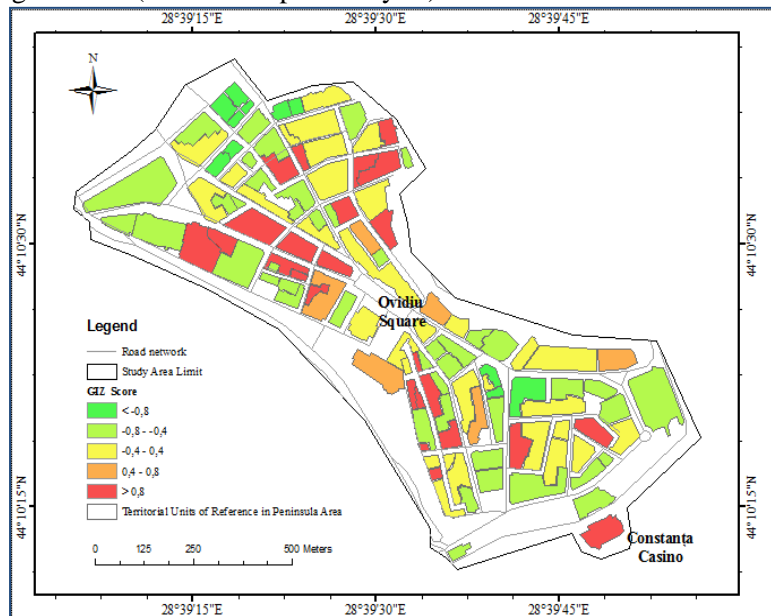 28°39'15"E 28°39'30"E 28°39'45"E
N
44°10'30"N 44°10'30"N
Ovidiu
Square
Legend
Road network
Study Area Limit
GIZ Score
< -0,8
-0,8 - -0,4
-0,4 - 0,4
0,4 - 0,8
> 0,8
Territorial Units of Reference in Peninsula Area
44°10'15"N 44°10'15"N
0 125 250 500 Meters
Constanța
Casino
28°39'15"E 28°39'30"E 28°39'45"E